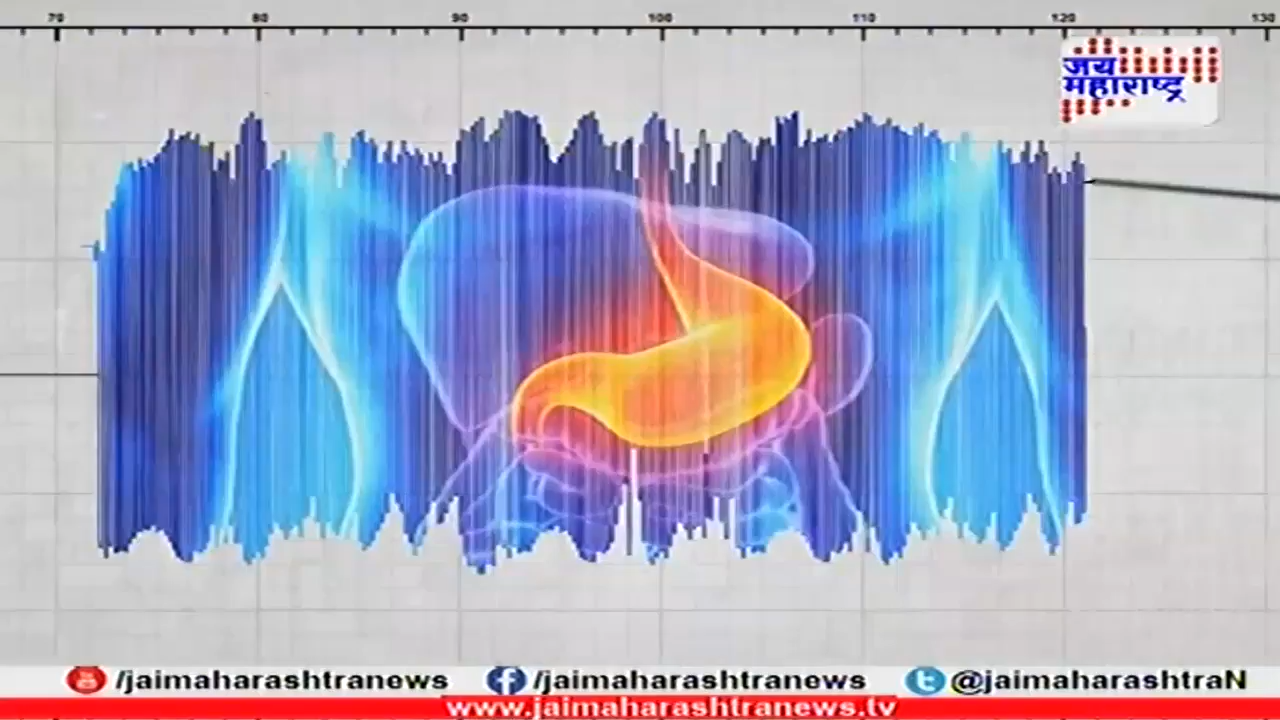 70 80 90 100 110 120 130
जय
महाराष्ट्र
/jaimaharashtranews /jaimaharashtranews @jaimaharashtraN
www.jaimaharashtranews.tv